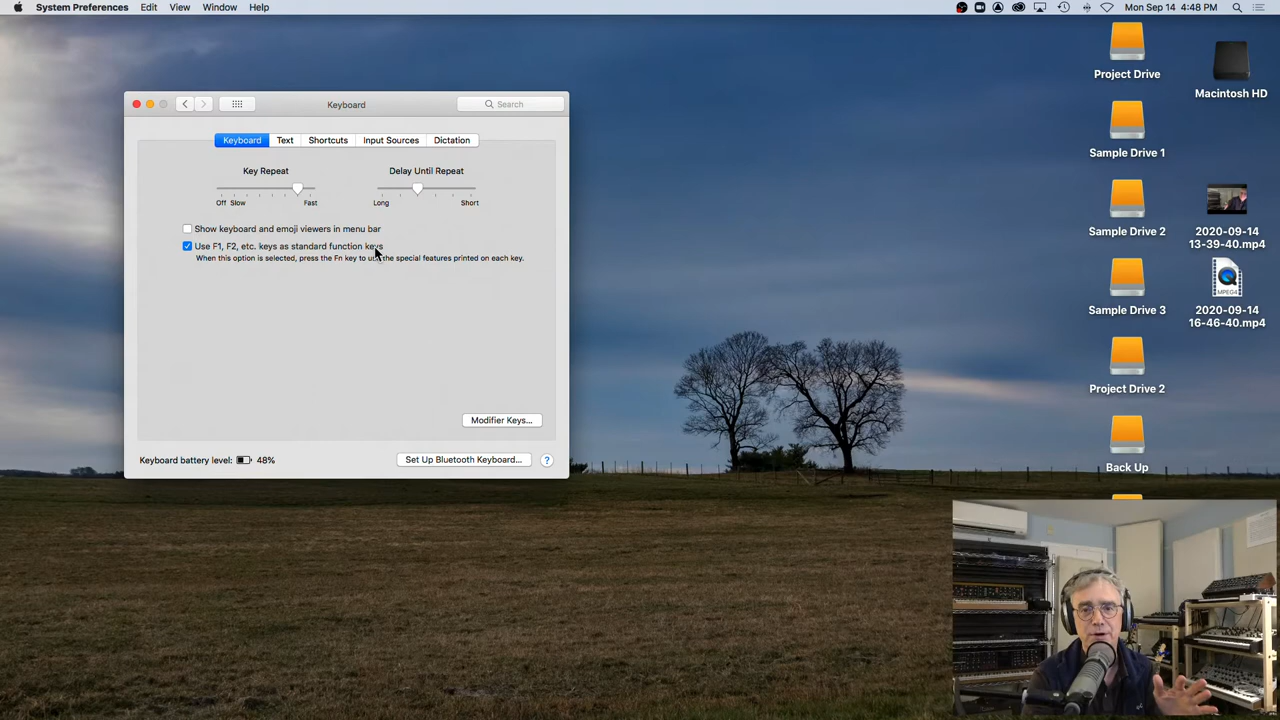 System Preferences Edit View Window Help
Mon Sep 14 4:48 PM
Keyboard
Search
Keyboard Text Shortcuts Input Sources Dictation
Key Repeat
Delay Until Repeat
Off Slow Fast
Long Short
Show keyboard and emoji viewers in menu bar
Use F1, F2, etc. keys as standard function keys
When this option is selected, press the Fn key to use the special features printed on each key.
Modifier Keys...
Keyboard battery level: 48%
Set Up Bluetooth Keyboard...
?
Project Drive
Macintosh HD
Sample Drive 1
Sample Drive 2
2020-09-14
13-39-40.mp4
MPEG4
Sample Drive 3
2020-09-14
16-46-40.mp4
Project Drive 2
Back Up